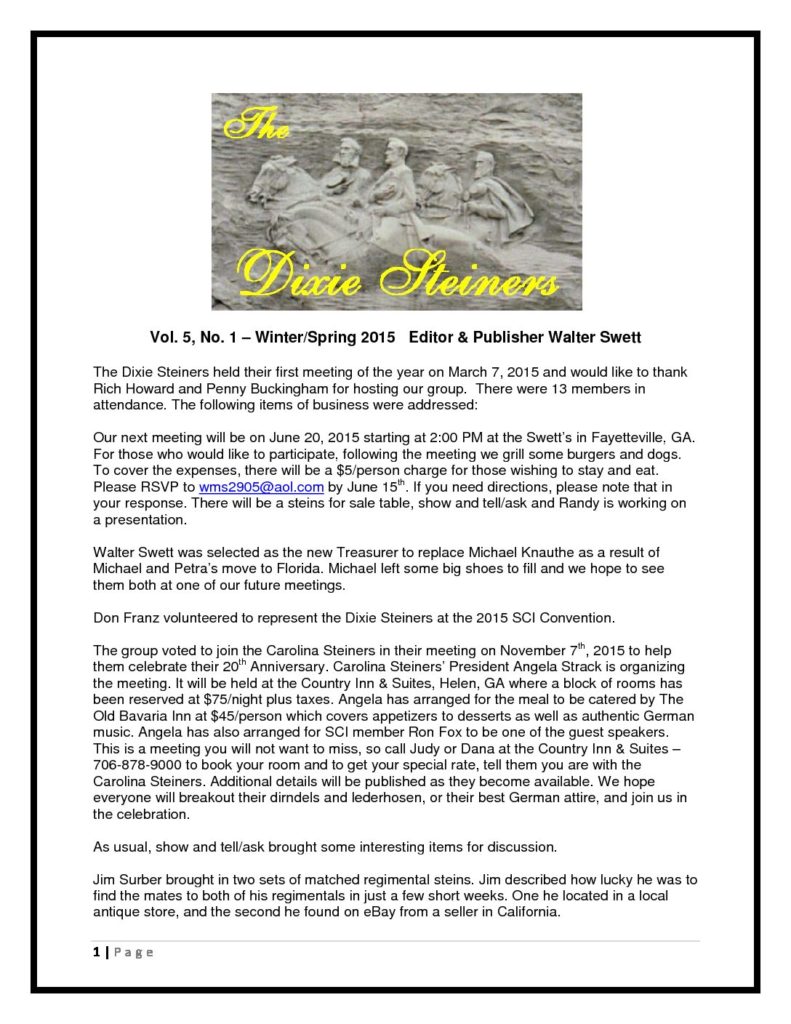 The
Dixie Steiners
Vol. 5, No. 1 – Winter/Spring 2015 Editor & Publisher Walter Swett
The Dixie Steiners held their first meeting of the year on March 7, 2015 and would like to thank
Rich Howard and Penny Buckingham for hosting our group. There were 13 members in
attendance. The following items of business were addressed:
Our next meeting will be on June 20, 2015 starting at 2:00 PM at the Swett's in Fayetteville, GA.
For those who would like to participate, following the meeting we grill some burgers and dogs.
To cover the expenses, there will be a $5/person charge for those wishing to stay and eat.
Please RSVP to wms2905@aol.com by June 15th. If you need directions, please note that in
your response. There will be a steins for sale table, show and tell/ask and Randy is working on
a presentation.
Walter Swett was selected as the new Treasurer to replace Michael Knauthe as a result of
Michael and Petra's move to Florida. Michael left some big shoes to fill and we hope to see
them both at one of our future meetings.
Don Franz volunteered to represent the Dixie Steiners at the 2015 SCI Convention.
The group voted to join the Carolina Steiners in their meeting on November 7th, 2015 to help
them celebrate their 20th Anniversary. Carolina Steiners' President Angela Strack is organizing
the meeting. It will be held at the Country Inn & Suites, Helen, GA where a block of rooms has
been reserved at $75/night plus taxes. Angela has arranged for the meal to be catered by The
Old Bavaria Inn at $45/person which covers appetizers to desserts as well as authentic German
music. Angela has also arranged for SCI member Ron Fox to be one of the guest speakers.
This is a meeting you will not want to miss, so call Judy or Dana at the Country Inn & Suites –
706-878-9000 to book your room and to get your special rate, tell them you are with the
Carolina Steiners. Additional details will be published as they become available. We hope
everyone will breakout their dirndels and lederhosen, or their best German attire, and join us in
the celebration.
As usual, show and tell/ask brought some interesting items for discussion.
Jim Surber brought in two sets of matched regimental steins. Jim described how lucky he was to
find the mates to both of his regimentals in just a few short weeks. One he located in a local
antique store, and the second he found on eBay from a seller in California.
1 | Page